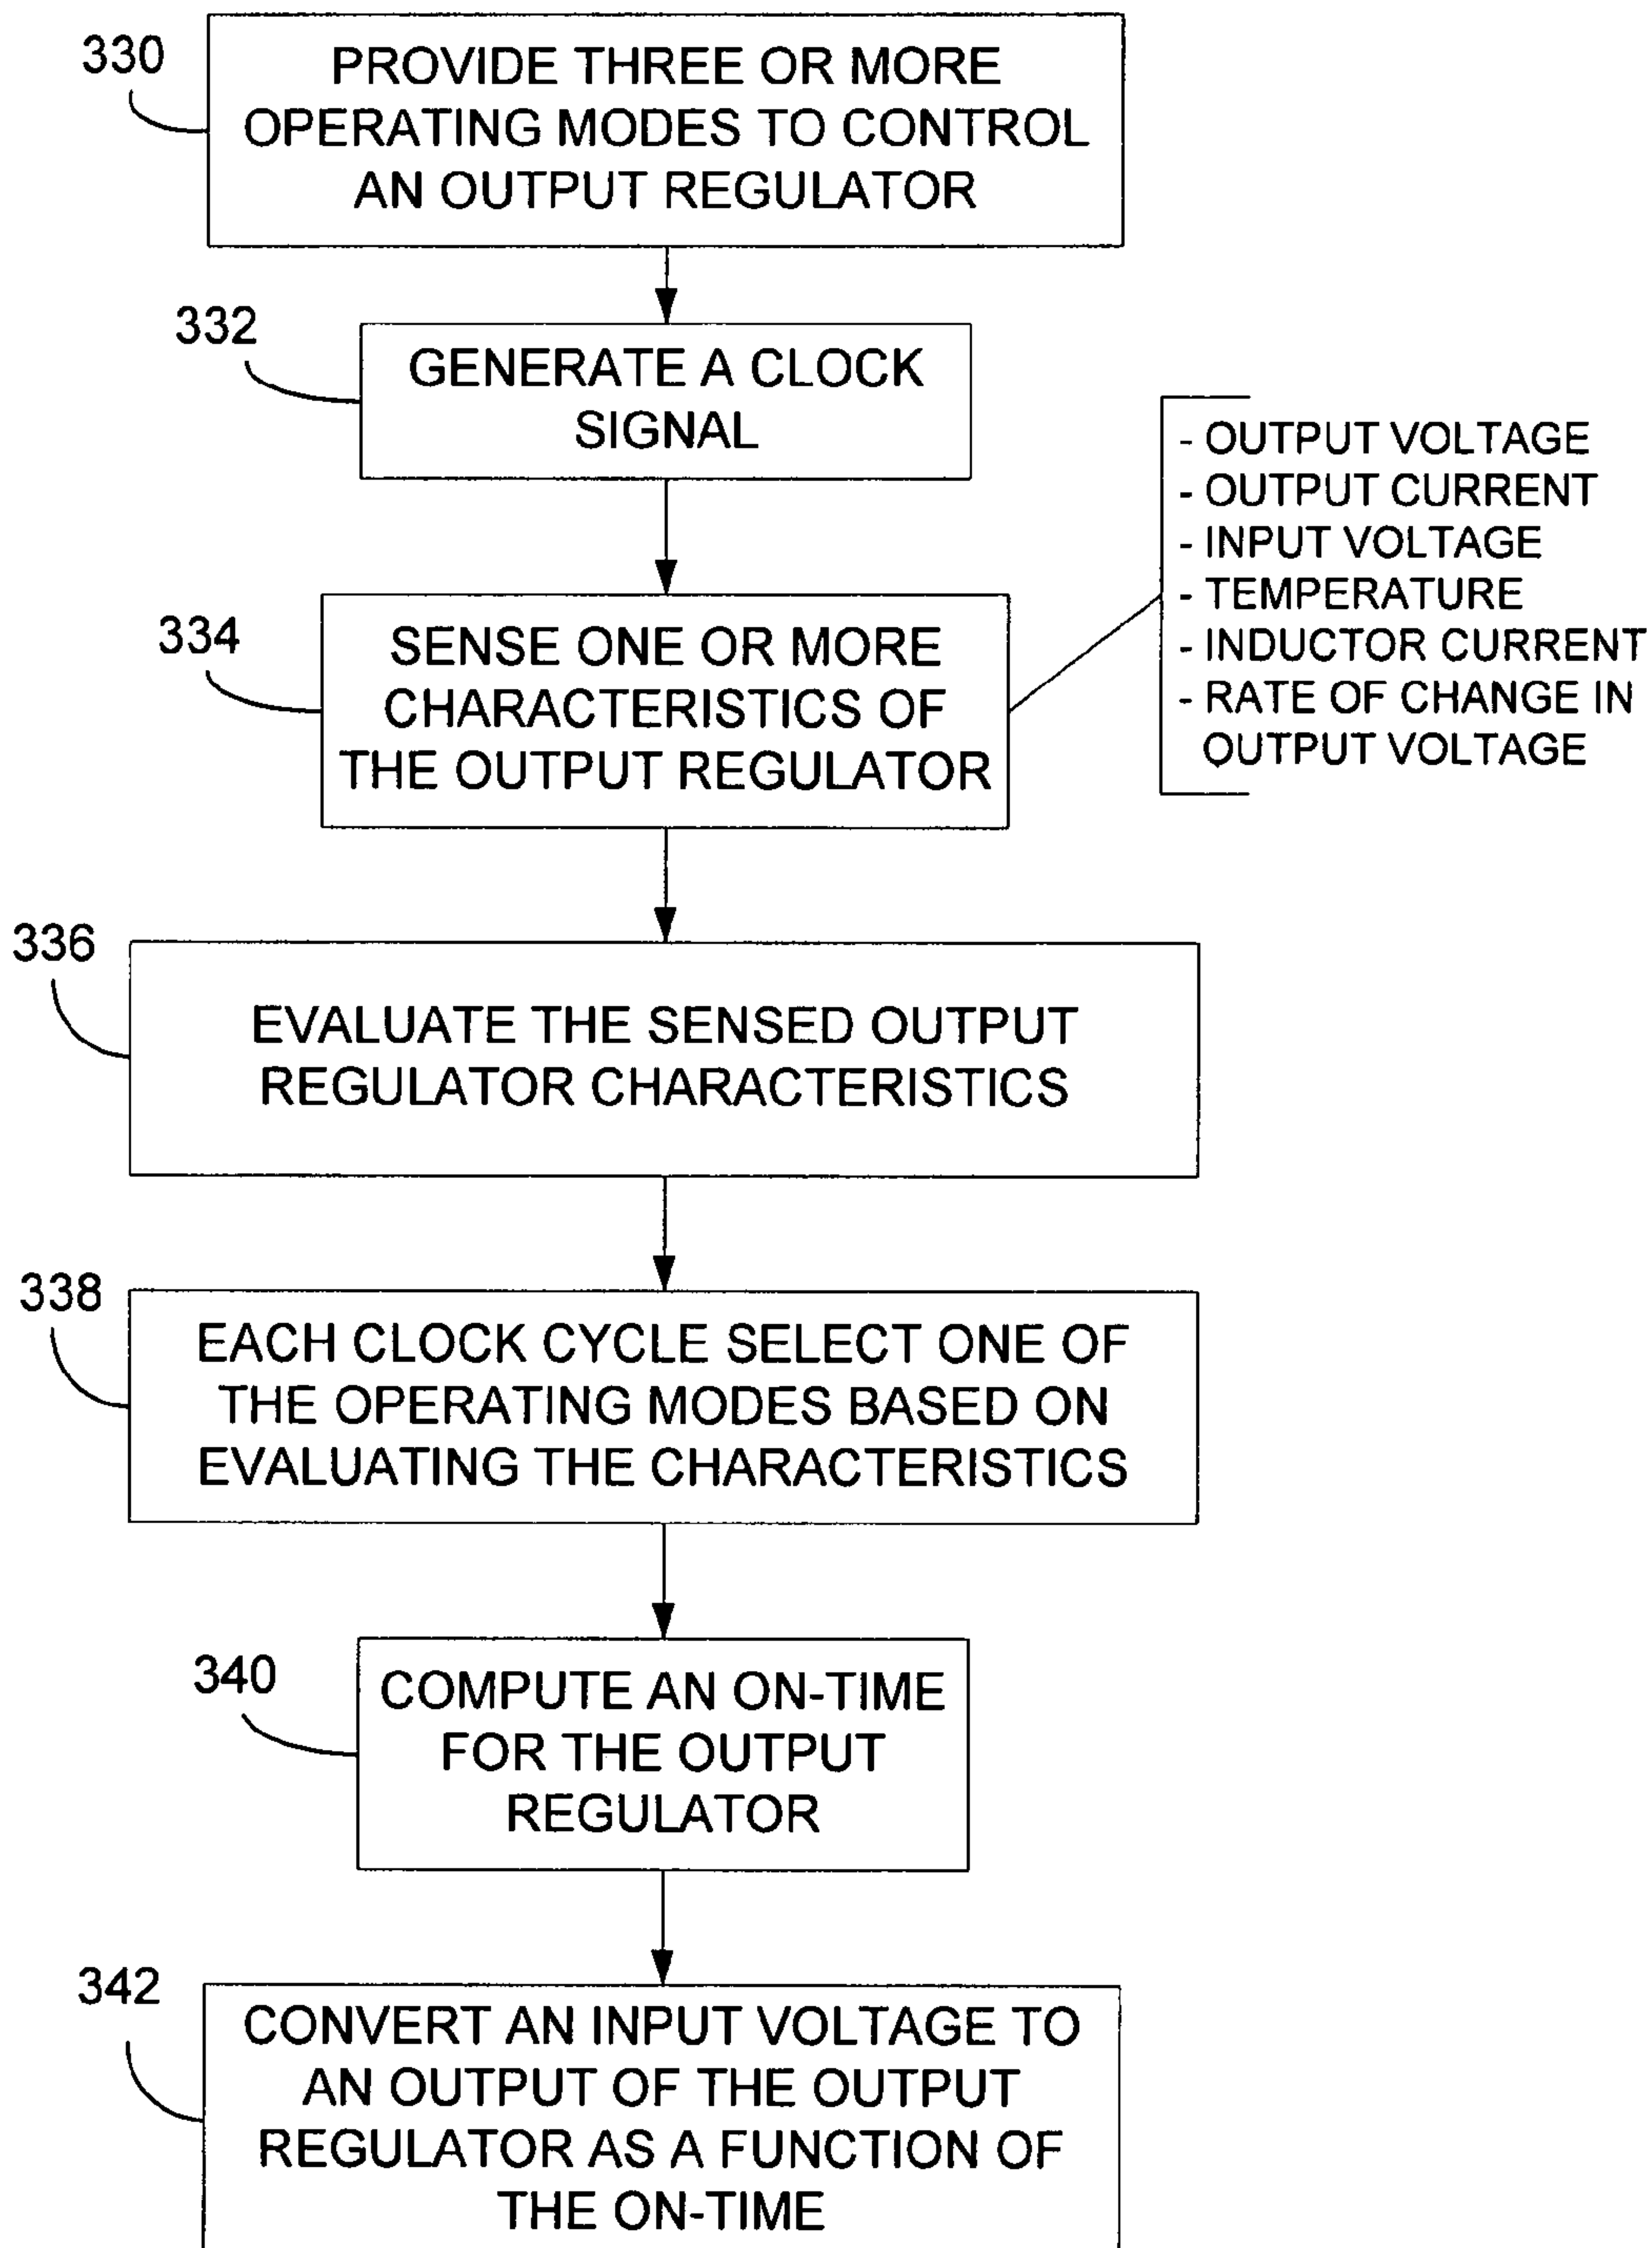 330
PROVIDE THREE OR MORE
OPERATING MODES TO CONTROL
AN OUTPUT REGULATOR
332
GENERATE A CLOCK
SIGNAL
334
SENSE ONE OR MORE
CHARACTERISTICS OF
THE OUTPUT REGULATOR
- OUTPUT VOLTAGE
- OUTPUT CURRENT
- INPUT VOLTAGE
- TEMPERATURE
- INDUCTOR CURRENT
- RATE OF CHANGE IN
OUTPUT VOLTAGE
336
EVALUATE THE SENSED OUTPUT
REGULATOR CHARACTERISTICS
338
EACH CLOCK CYCLE SELECT ONE OF
THE OPERATING MODES BASED ON
EVALUATING THE CHARACTERISTICS
340
COMPUTE AN ON-TIME
FOR THE OUTPUT
REGULATOR
342
CONVERT AN INPUT VOLTAGE TO
AN OUTPUT OF THE OUTPUT
REGULATOR AS A FUNCTION OF
THE ON-TIME